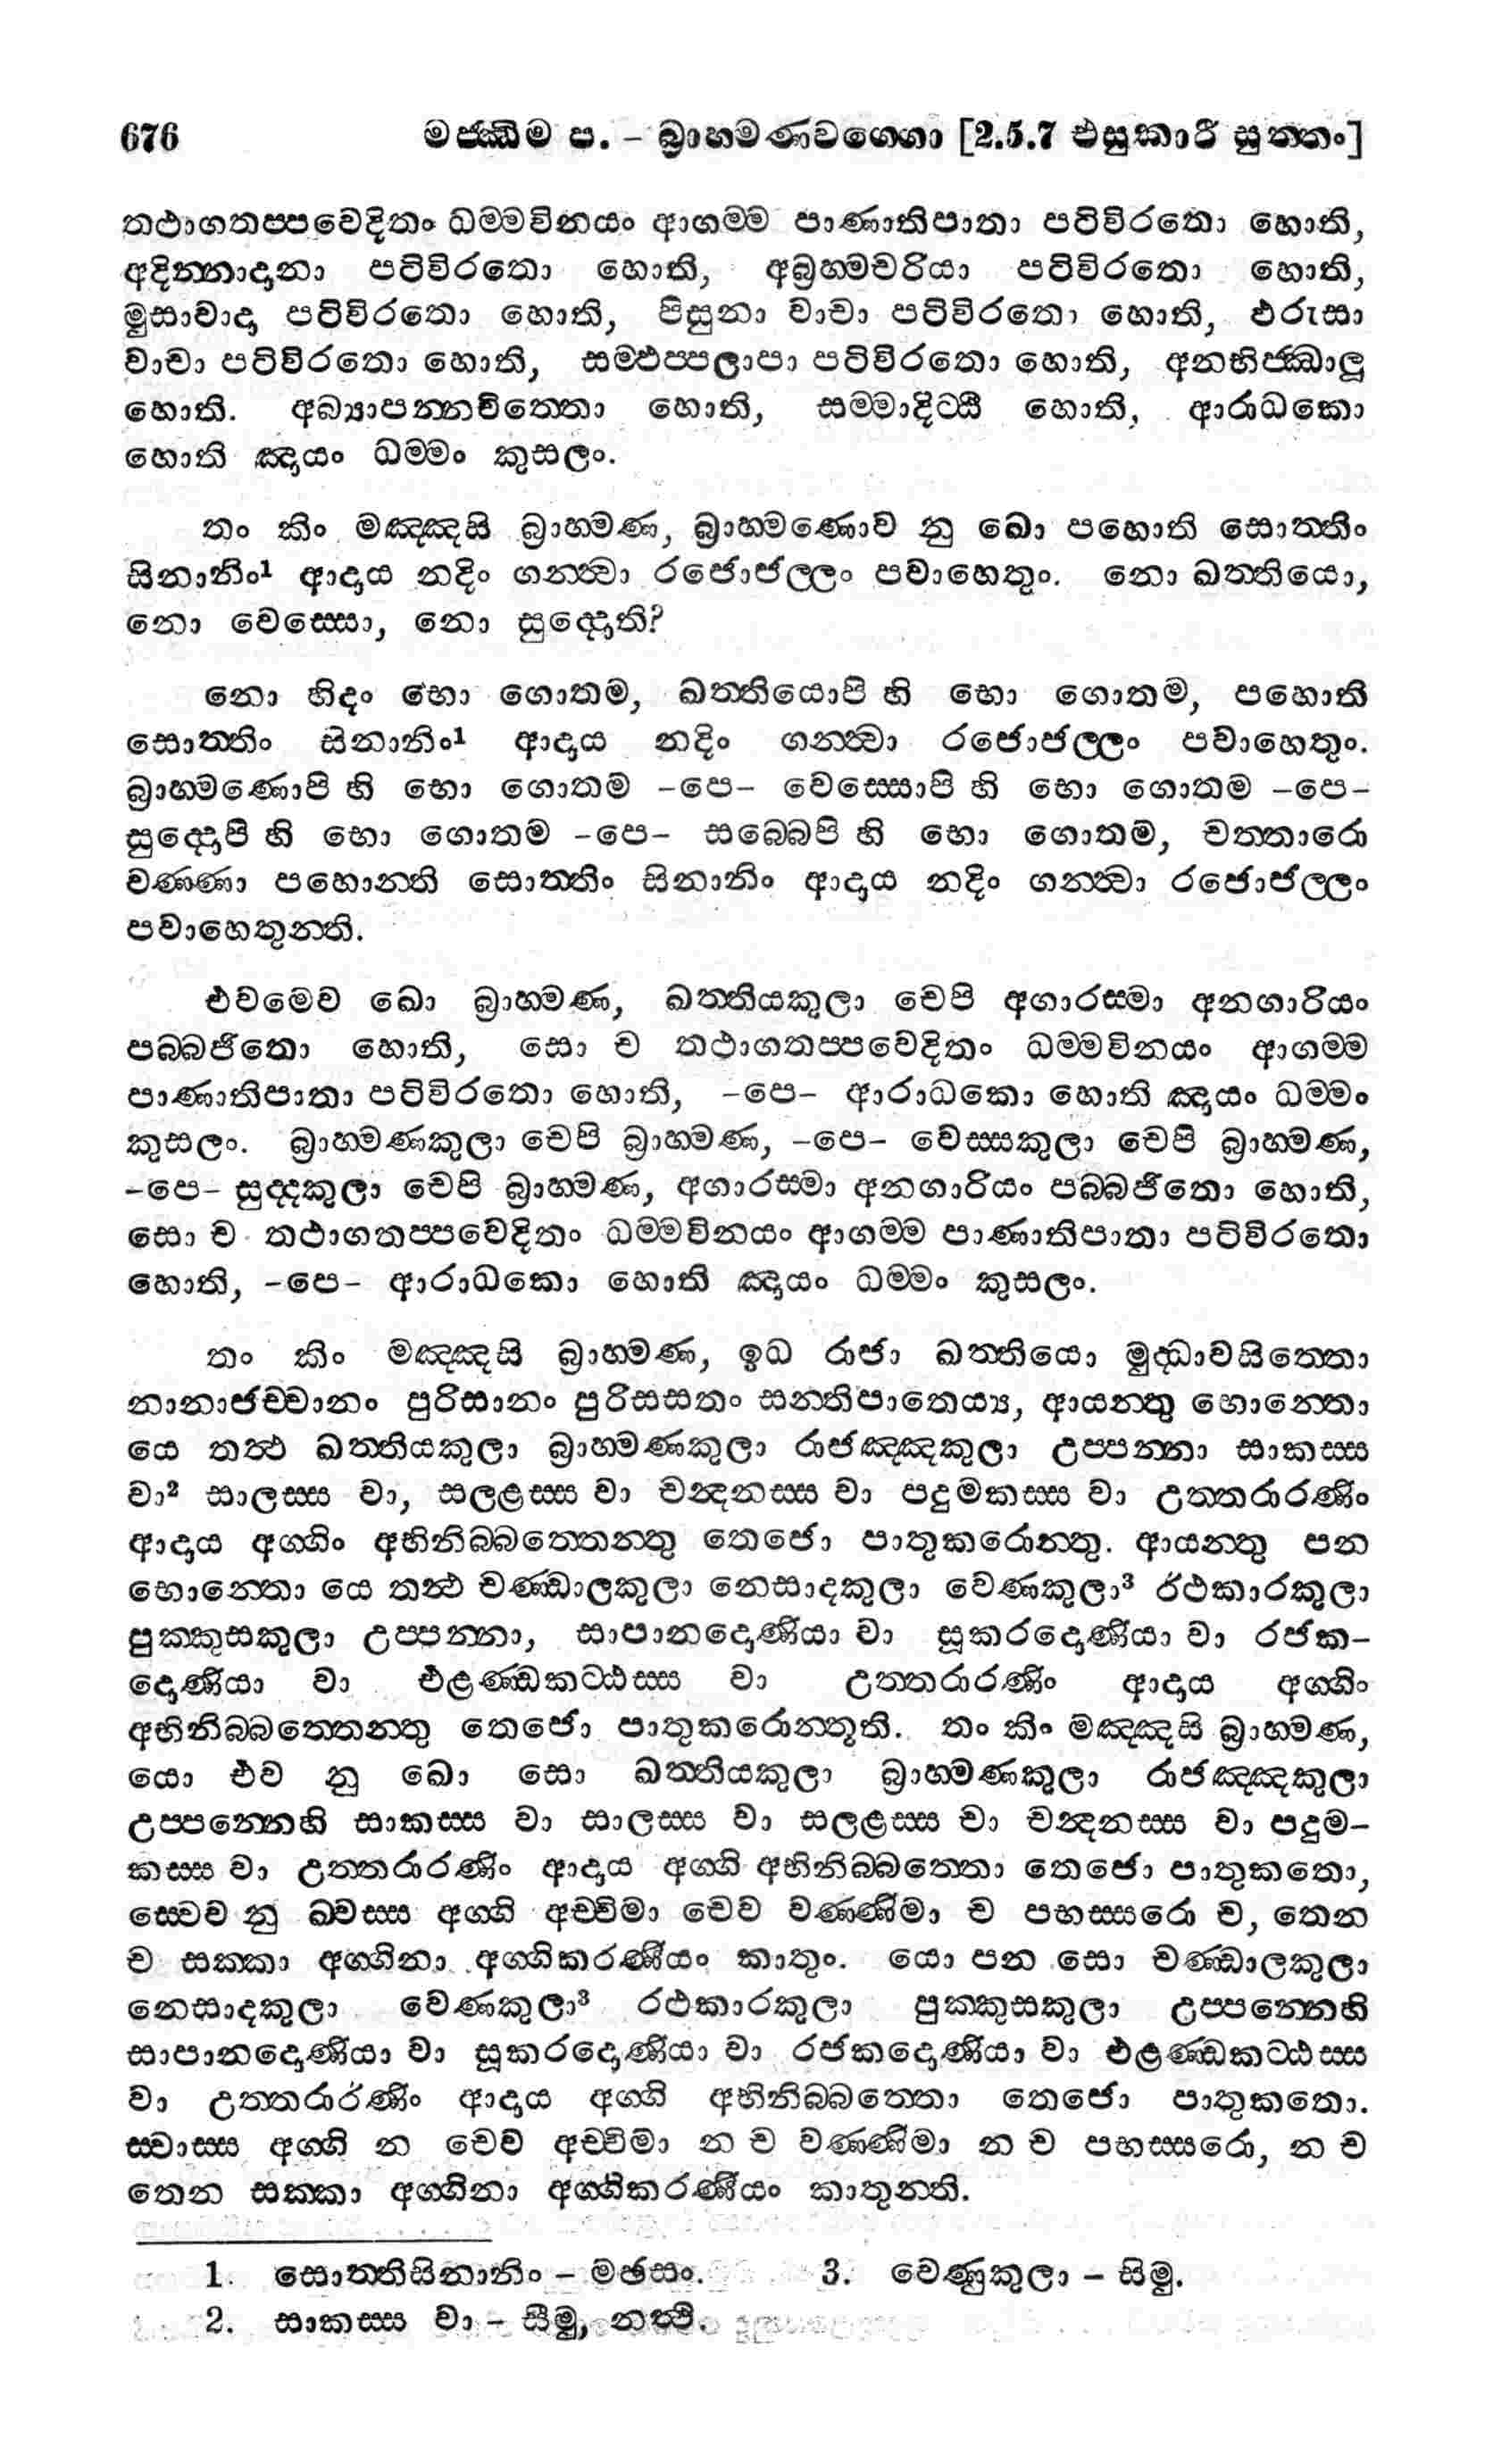 676 මජ්ඣිම ප. – බ්‍රාහ්මණවග්ගො [2.5.7 එසුකාරී සුත්තං]
තථාගතප්පවෙදිතං ධම්මවිනයං ආගම්ම පාණාතිපාතා පටිවිරතො හොති,
අදින්නාදානා පටිවිරතො හොති, අබ්‍රහ්මචරියා පටිවිරතො හොති,
මුසාවාදා පටිවිරතො හොති, පිසුනා වාචා පටිවිරතො හොති, ඵරුසා
වාචා පටිවිරතො හොති, සම්ඵප්පලාපා පටිවිරතො හොති, අනභිජ්ඣාලූ
හොති. අබ්‍යාපන්නචිත්තො හොති, සම්මාදිට්ඨි හොති, ආරාධකො
හොති ඤායං ධම්මං කුසලං.
තං කිං මඤ්ඤසි බ්‍රාහ්මණ, බ්‍රාහ්මණොව නු ඛො පහොති සොත්තිං
සිනානිං¹ ආදාය නදිං ගන්ත්වා රජොජල්ලං පවාහෙතුං. නො ඛත්තියො,
නො වෙස්සො, නො සුද්දොති?
නො හිදං භො ගොතම, ඛත්තියොපි හි භො ගොතම, පහොති
සොත්තිං සිනානිං¹ ආදාය නදිං ගන්ත්වා රජොජල්ලං පවාහෙතුං.
බ්‍රාහ්මණොපි හි භො ගොතම –පෙ– වෙස්සොපි හි භො ගොතම –පෙ–
සුද්දොපි හි භො ගොතම –පෙ– සබ්බෙපි හි භො ගොතම, චත්තාරො
වණ්ණා පහොන්ති සොත්තිං සිනානිං ආදාය නදිං ගන්ත්වා රජොජල්ලං
පවාහෙතුන්ති.
එවමෙව ඛො බ්‍රාහ්මණ, ඛත්තියකුලා චෙපි අගාරස්මා අනගාරියං
පබ්බජිතො හොති, සො ච තථාගතප්පවෙදිතං ධම්මවිනයං ආගම්ම
පාණාතිපාතා පටිවිරතො හොති, –පෙ– ආරාධකො හොති ඤායං ධම්මං
කුසලං. බ්‍රාහ්මණකුලා චෙපි බ්‍රාහ්මණ, –පෙ– වෙස්සකුලා චෙපි බ්‍රාහ්මණ,
–පෙ– සුද්දකුලා චෙපි බ්‍රාහ්මණ, අගාරස්මා අනගාරියං පබ්බජිතො හොති,
සො ච තථාගතප්පවෙදිතං ධම්මවිනයං ආගම්ම පාණාතිපාතා පටිවිරතො
හොති, –පෙ– ආරාධකො හොති ඤායං ධම්මං කුසලං.
තං කිං මඤ්ඤසි බ්‍රාහ්මණ, ඉධ රාජා ඛත්තියො මුද්ධාවසිත්තො
නානාජච්චානං පුරිසානං පුරිසසතං සන්තිපාතෙය්‍ය, ආයන්තු භොන්තො
යෙ තත්‍ථ ඛත්තියකුලා බ්‍රාහ්මණකුලා රාජඤ්ඤකුලා උප්පන්නා සාකස්ස
වා² සාලස්ස වා, සලළස්ස වා චන්දනස්ස වා පදුමකස්ස වා උත්තරාරණිං
ආදාය අග්ගිං අභිනිබ්බත්තෙන්තු තෙජො පාතුකරොන්තු. ආයන්තු පන
භොන්තො යෙ තත්‍ථ චණ්ඩාලකුලා නෙසාදකුලා වෙණකුලා³ රථකාරකුලා
පුක්කුසකුලා උප්පන්නා, සාපානදොණියා වා සූකරදොණියා වා රජක–
දොණියා වා එළණ්ඩකට්ඨස්ස වා උත්තරාරණිං ආදාය අග්ගිං
අභිනිබ්බත්තෙන්තු තෙජො පාතුකරොන්තූති. තං කිං මඤ්ඤසි බ්‍රාහ්මණ,
යො එව නු ඛො සො ඛත්තියකුලා බ්‍රාහ්මණකුලා රාජඤ්ඤකුලා
උප්පන්නෙහි සාකස්ස වා සාලස්ස වා සලළස්ස වා චන්දනස්ස වා පදුම–
කස්ස වා උත්තරාරණිං ආදාය අග්ගි අභිනිබ්බත්තො තෙජො පාතුකතො,
ස්වෙව නු ඛ්වස්ස අග්ගි අච්චිමා චෙව වණ්ණිමා ච පභස්සරො ච, තෙන
ච සක්කා අග්ගිනා අග්ගිකරණීයං කාතුං. යො පන සො චණ්ඩාලකුලා
නෙසාදකුලා වෙණකුලා³ රථකාරකුලා පුක්කුසකුලා උප්පන්නෙහි
සාපානදොණියා වා සූකරදොණියා වා රජකදොණියා වා එළණ්ඩකට්ඨස්ස
වා උත්තරාරණිං ආදාය අග්ගි අභිනිබ්බත්තො තෙජො පාතුකතො.
ස්වාස්ස අග්ගි න චෙව අච්චිමා න ච වණ්ණිමා න ච පභස්සරො, න ච
තෙන සක්කා අග්ගිනා අග්ගිකරණීයං කාතුන්ති.
1. සොත්තිසිනානිං – මඡසං. 3. වෙණුකුලා – සිමු.
2. සාකස්ස වා – සීමු, නත්‍ථි.